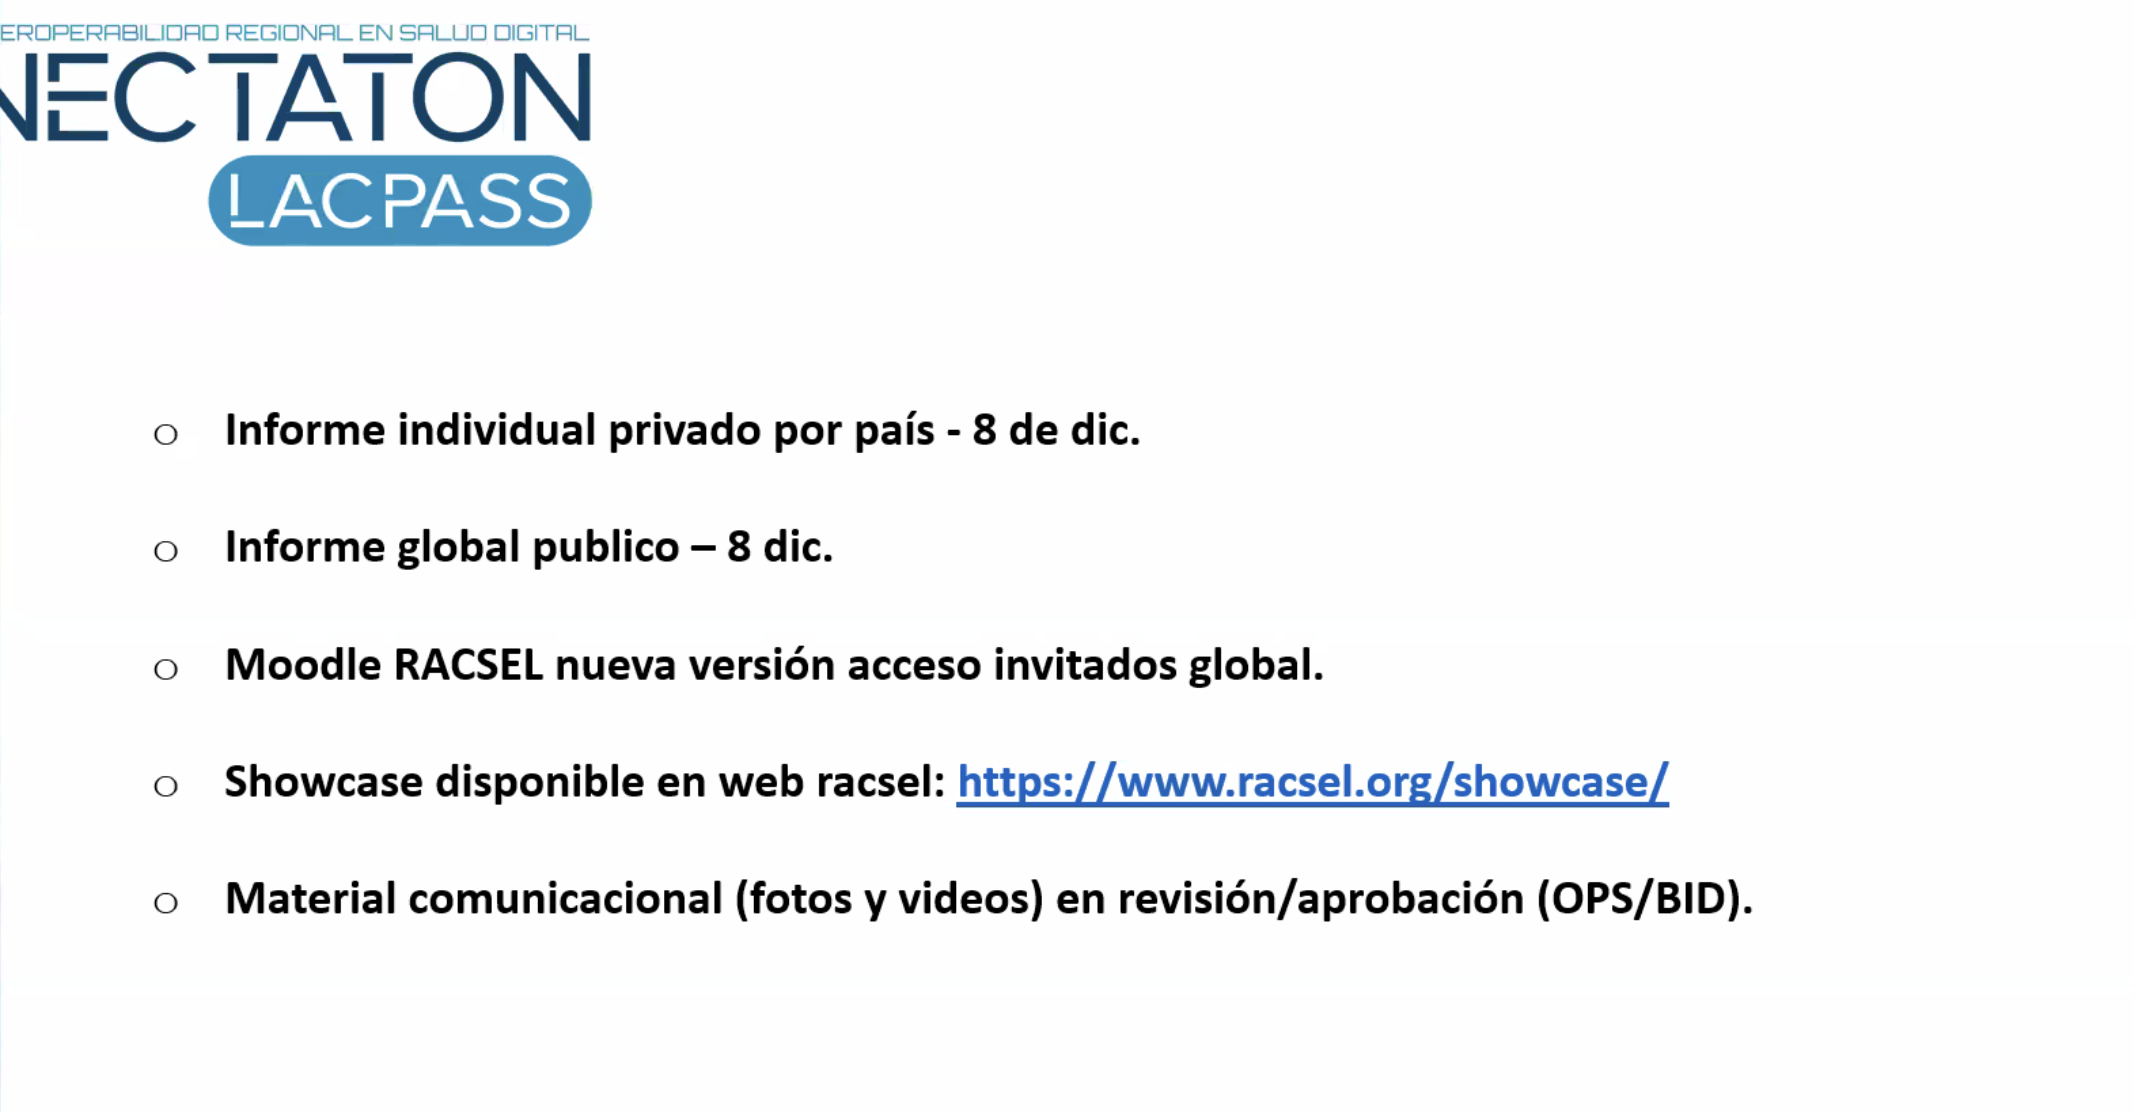 EROPERABILIDAD REGIONAL EN SALUD DIGITAL
NECTATON
LACPASS
o Informe individual privado por país - 8 de dic.
o Informe global publico – 8 dic.
o Moodle RACSEL nueva versión acceso invitados global.
o Showcase disponible en web racsel: https://www.racsel.org/showcase/
o Material comunicacional (fotos y videos) en revisión/aprobación (OPS/BID).